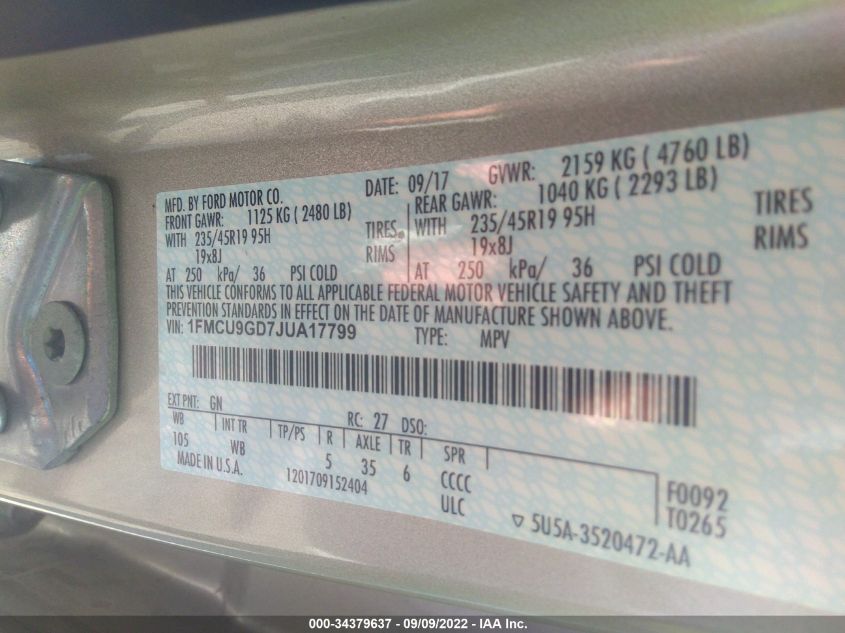 MFD. BY FORD MOTOR CO.
DATE: 09/17 GVWR: 2159 KG ( 4760 LB)
FRONT GAWR: 1125 KG ( 2480 LB) REAR GAWR: 1040 KG ( 2293 LB)
WITH 235/45R19 95H TIRES WITH 235/45R19 95H TIRES
19x8J RIMS 19x8J RIMS
AT 250 kPa/ 36 PSI COLD AT 250 kPa/ 36 PSI COLD
THIS VEHICLE CONFORMS TO ALL APPLICABLE FEDERAL MOTOR VEHICLE SAFETY AND THEFT
PREVENTION STANDARDS IN EFFECT ON THE DATE OF MANUFACTURE SHOWN ABOVE.
VIN: 1FMCU9GD7JUA17799 TYPE: MPV
EXT PNT: GN RC: 27 DSO:
WB INT TR TP/PS R AXLE TR SPR
105 WB 5 35 6 CCCC
MADE IN U.S.A. 1201709152404 ULC
F0092
T0265
5U5A-3520472-AA
000-34379637 - 09/09/2022 - IAA Inc.